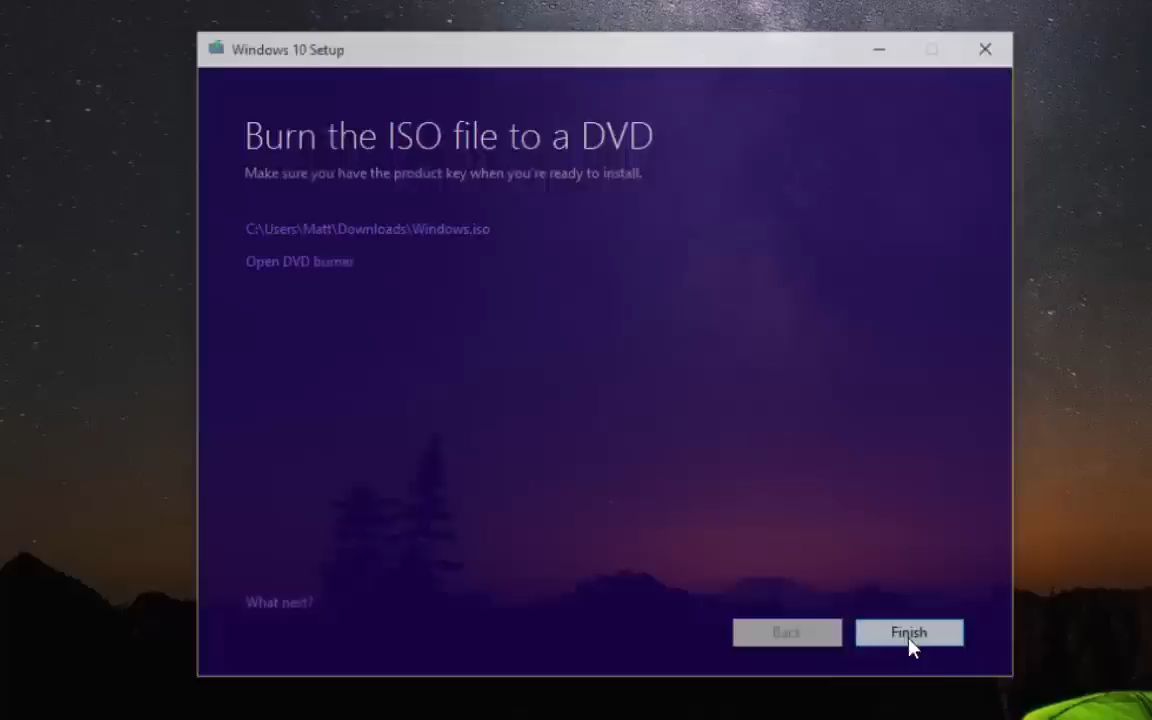 Windows 10 Setup
Burn the ISO file to a DVD
Make sure you have the product key when you're ready to install.
C:\Users\Matt\Downloads\Windows.iso
Open DVD burner
What next?
Back
Finish